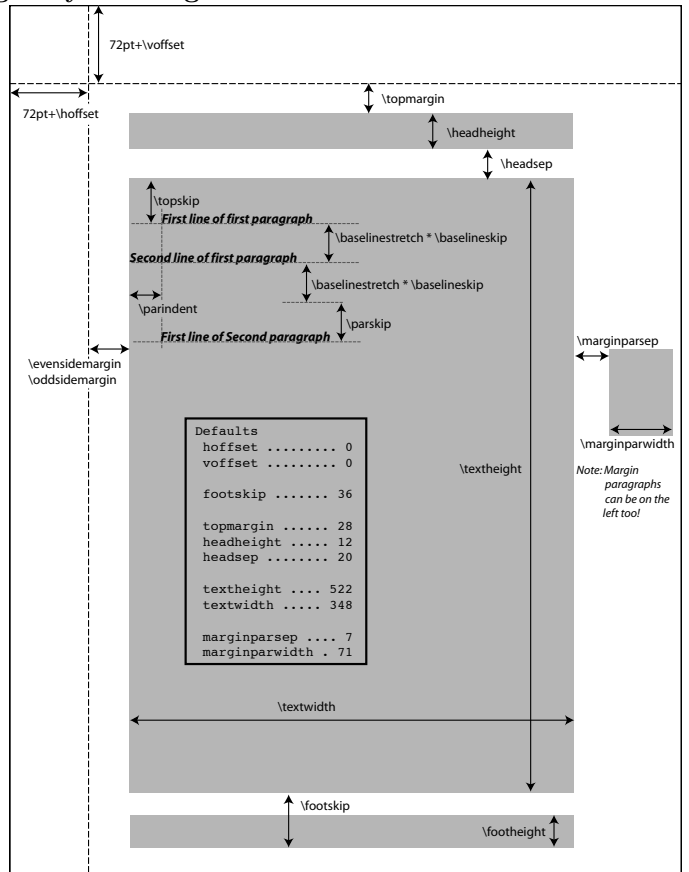 72pt+\voffset
\topmargin
72pt+\hoffset
\headheight
\headsep
\topskip
First line of first paragraph
\baselinestretch * \baselineskip
Second line of first paragraph
\baselinestretch * \baselineskip
\parindent
\parskip
First line of Second paragraph
\marginparsep
\evensidemargin
\oddsidemargin
\marginparwidth
\textheight
Note: Margin
paragraphs
can be on the
left too!
Defaults
hoffset ......... 0
voffset ......... 0
footskip ....... 36
topmargin ...... 28
headheight ..... 12
headsep ........ 20
textheight .... 522
textwidth ..... 348
marginparsep .... 7
marginparwidth . 71
\textwidth
\footskip
\footheight